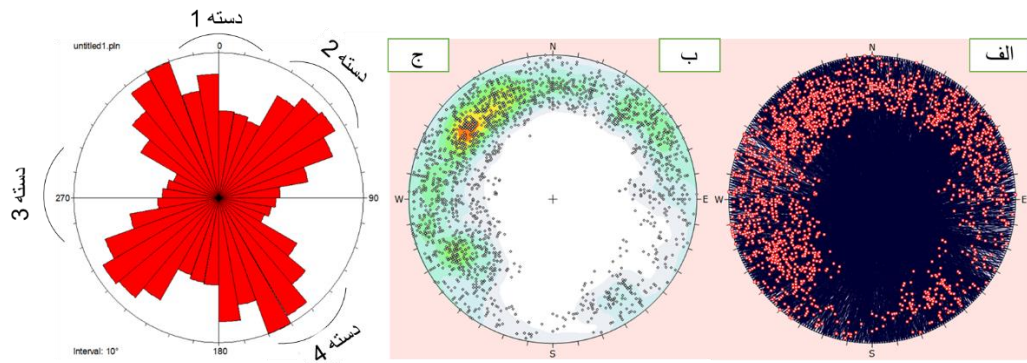 دسته 1
untitled1.pln
0
دسته 2
90
دسته 3
270
دسته 4
180
Interval: 10°
ج
ب
N
W
E
S
الف
N
W
E
S